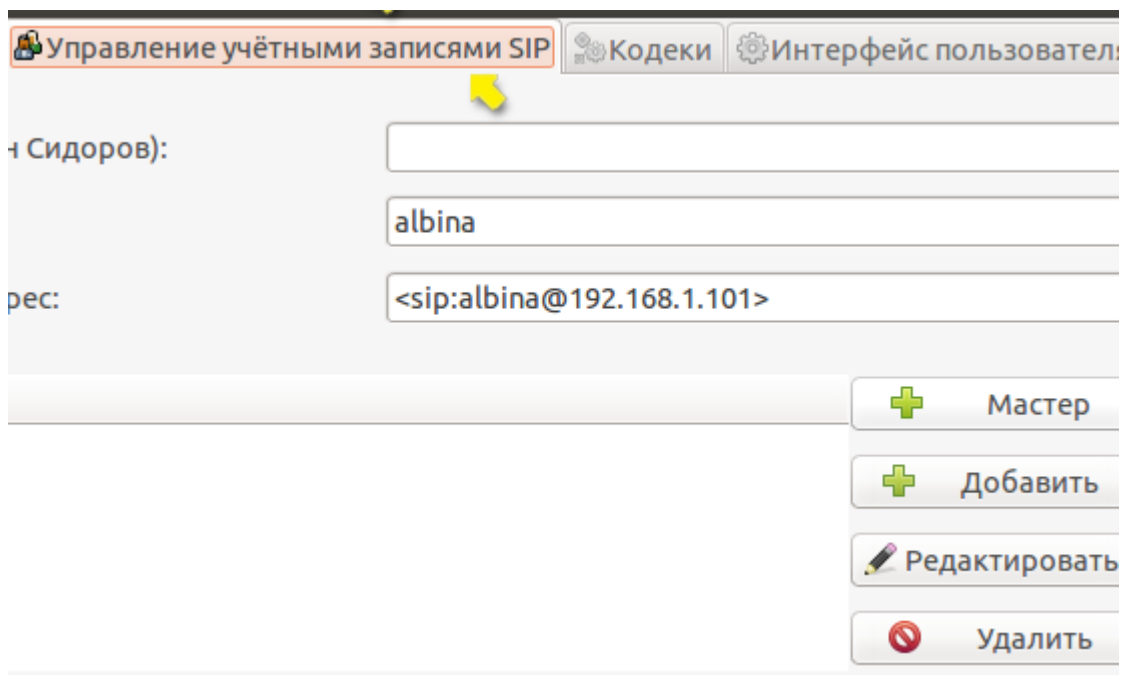 Управление учётными записями SIP Кодеки Интерфейс пользователя
н Сидоров):
albina
рес: <sip:albina@192.168.1.101>
Мастер
Добавить
Редактировать
Удалить